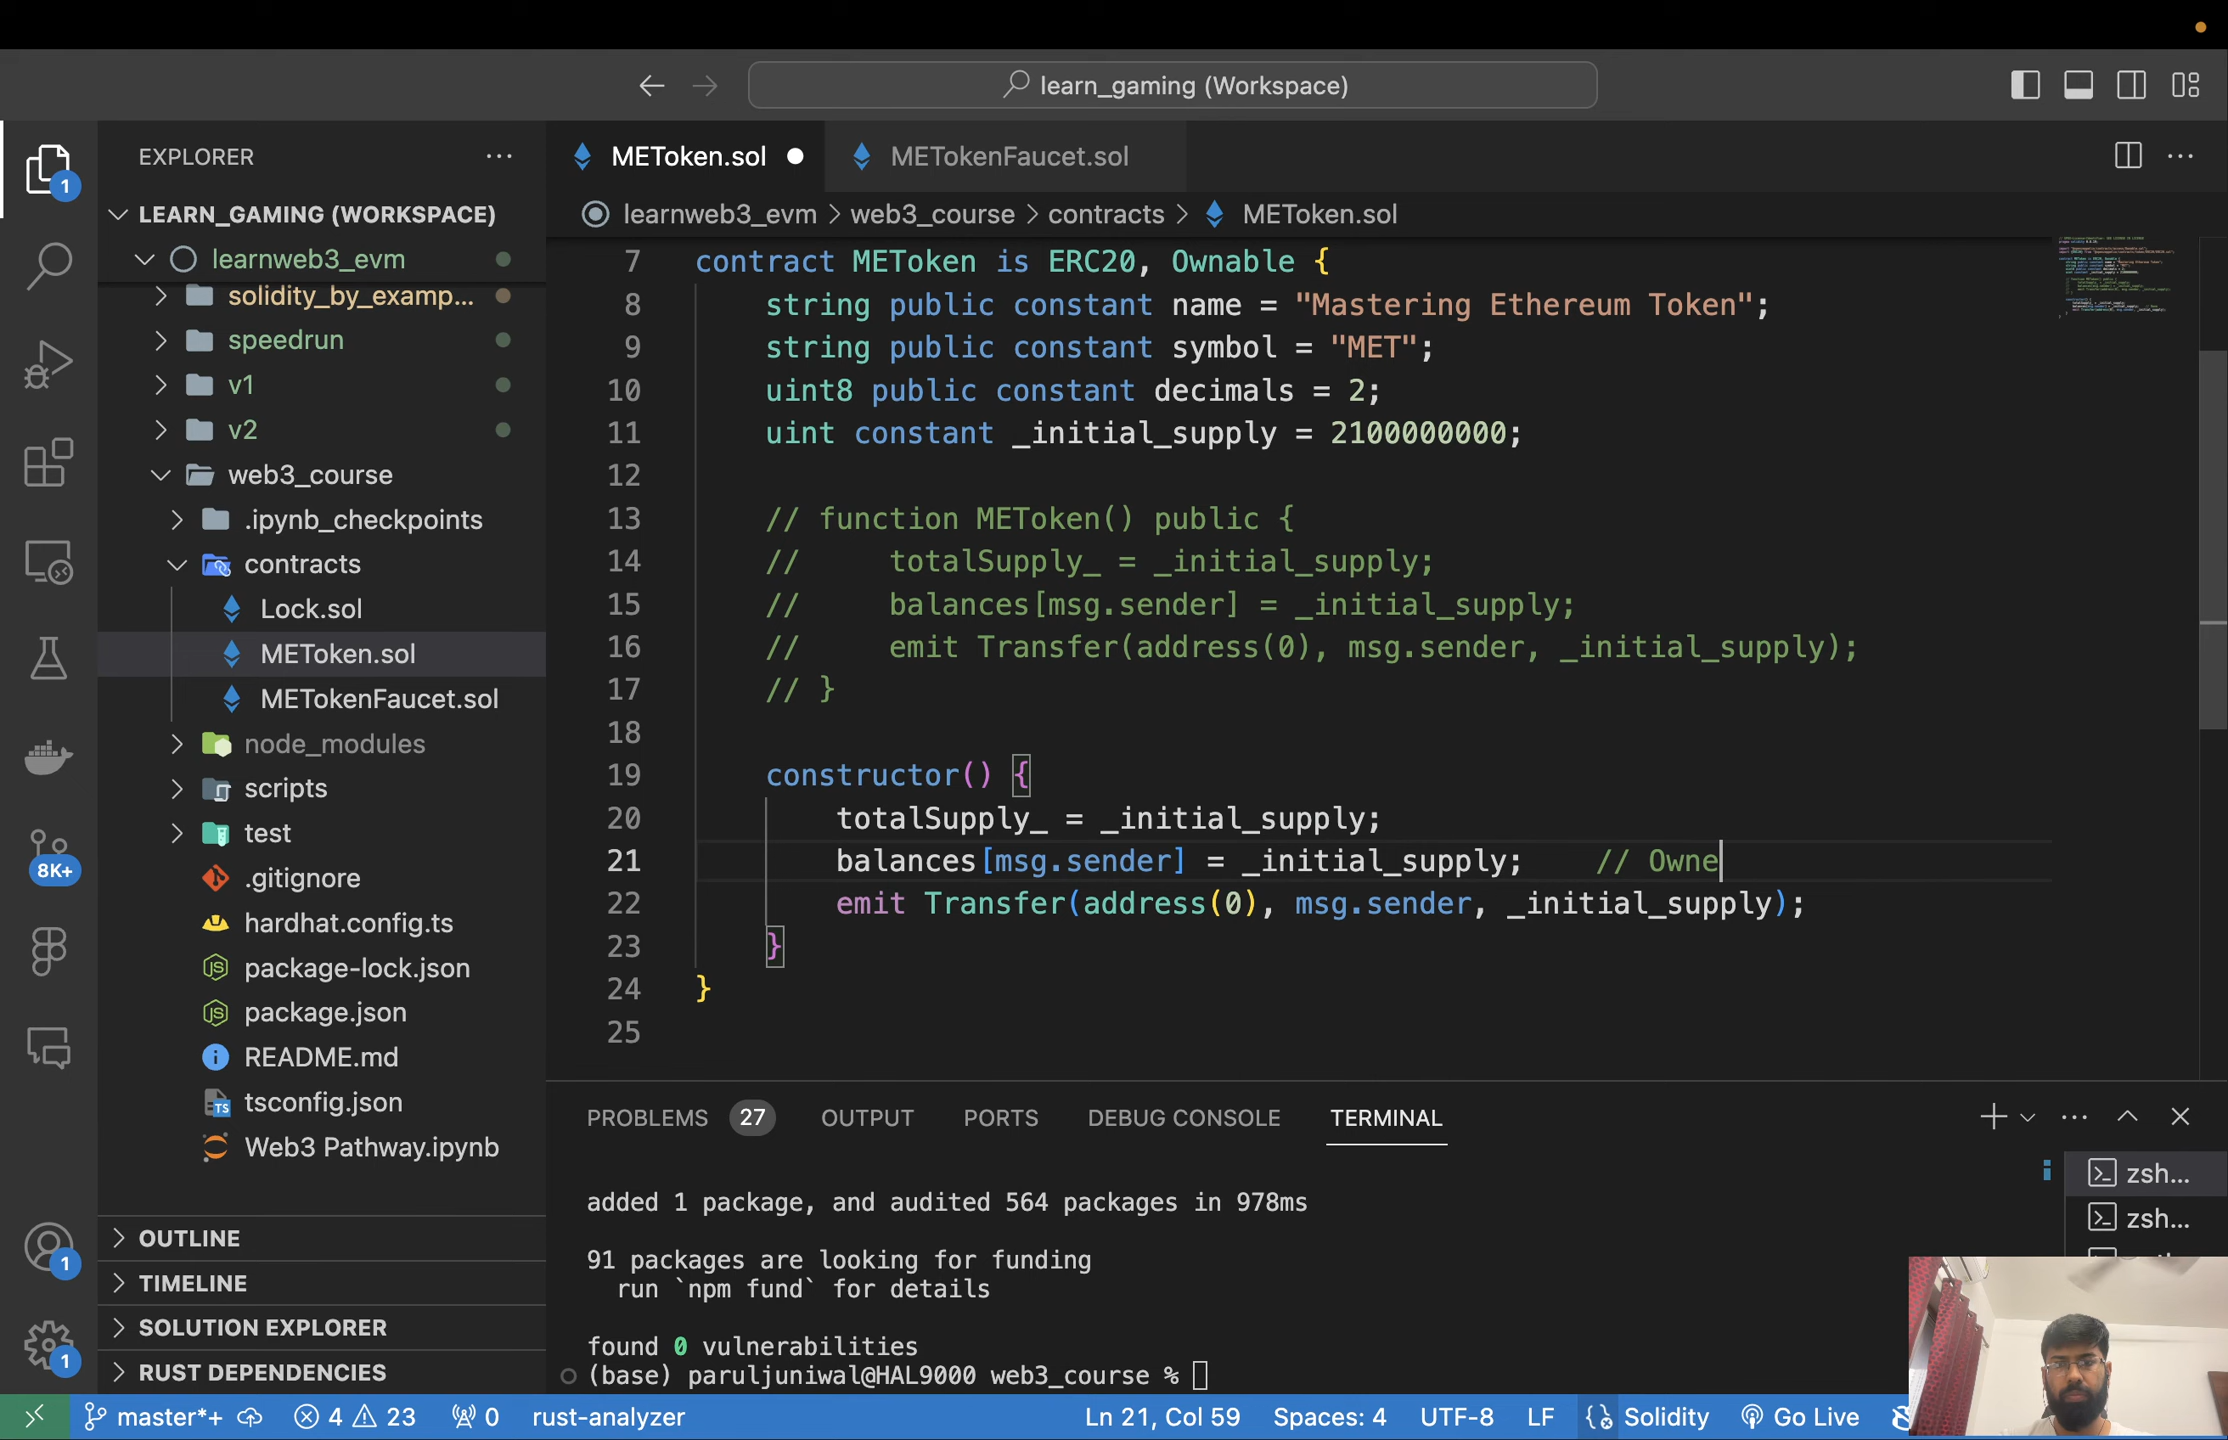 learn_gaming (Workspace)
EXPLORER
1
LEARN_GAMING (WORKSPACE)
learnweb3_evm
solidity_by_examp...
speedrun
v1
v2
web3_course
.ipynb_checkpoints
contracts
Lock.sol
METoken.sol
METokenFaucet.sol
node_modules
scripts
test
8K+
.gitignore
hardhat.config.ts
package-lock.json
package.json
README.md
tsconfig.json
Web3 Pathway.ipynb
OUTLINE
1
TIMELINE
SOLUTION EXPLORER
1
RUST DEPENDENCIES
METoken.sol
METokenFaucet.sol
learnweb3_evm > web3_course > contracts > METoken.sol
7 contract METoken is ERC20, Ownable {
8 string public constant name = "Mastering Ethereum Token";
9 string public constant symbol = "MET";
10 uint8 public constant decimals = 2;
11 uint constant _initial_supply = 2100000000;
12
13 // function METoken() public {
14 // totalSupply_ = _initial_supply;
15 // balances[msg.sender] = _initial_supply;
16 // emit Transfer(address(0), msg.sender, _initial_supply);
17 // }
18
19 constructor() {
20 totalSupply_ = _initial_supply;
21 balances[msg.sender] = _initial_supply; // Owne
22 emit Transfer(address(0), msg.sender, _initial_supply);
23 }
24 }
25
PROBLEMS 27 OUTPUT PORTS DEBUG CONSOLE TERMINAL
added 1 package, and audited 564 packages in 978ms
91 packages are looking for funding
run `npm fund` for details
found 0 vulnerabilities
(base) paruljuniwal@HAL9000 web3_course %
zsh...
zsh...
master*+ 4 23 0 rust-analyzer Ln 21, Col 59 Spaces: 4 UTF-8 LF Solidity Go Live